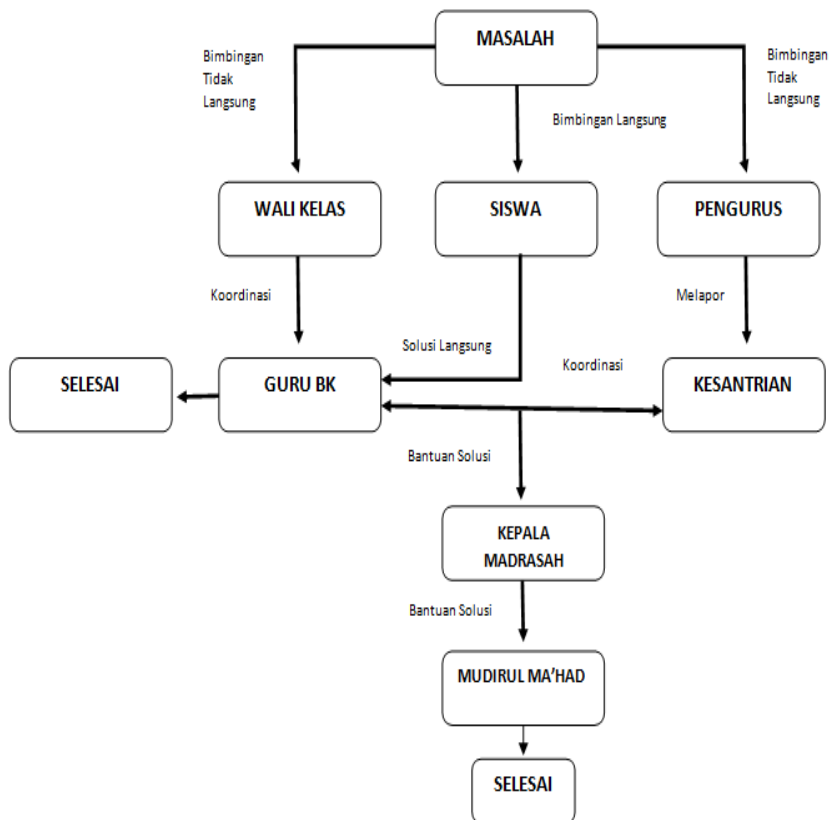 MASALAH
Bimbingan
Tidak
Langsung
Bimbingan Langsung
Bimbingan
Tidak
Langsung
WALI KELAS
SISWA
PENGURUS
Koordinasi
Melapor
Solusi Langsung
Koordinasi
SELESAI
GURU BK
KESANTRIAN
Bantuan Solusi
KEPALA
MADRASAH
Bantuan Solusi
MUDIRUL MA’HAD
SELESAI